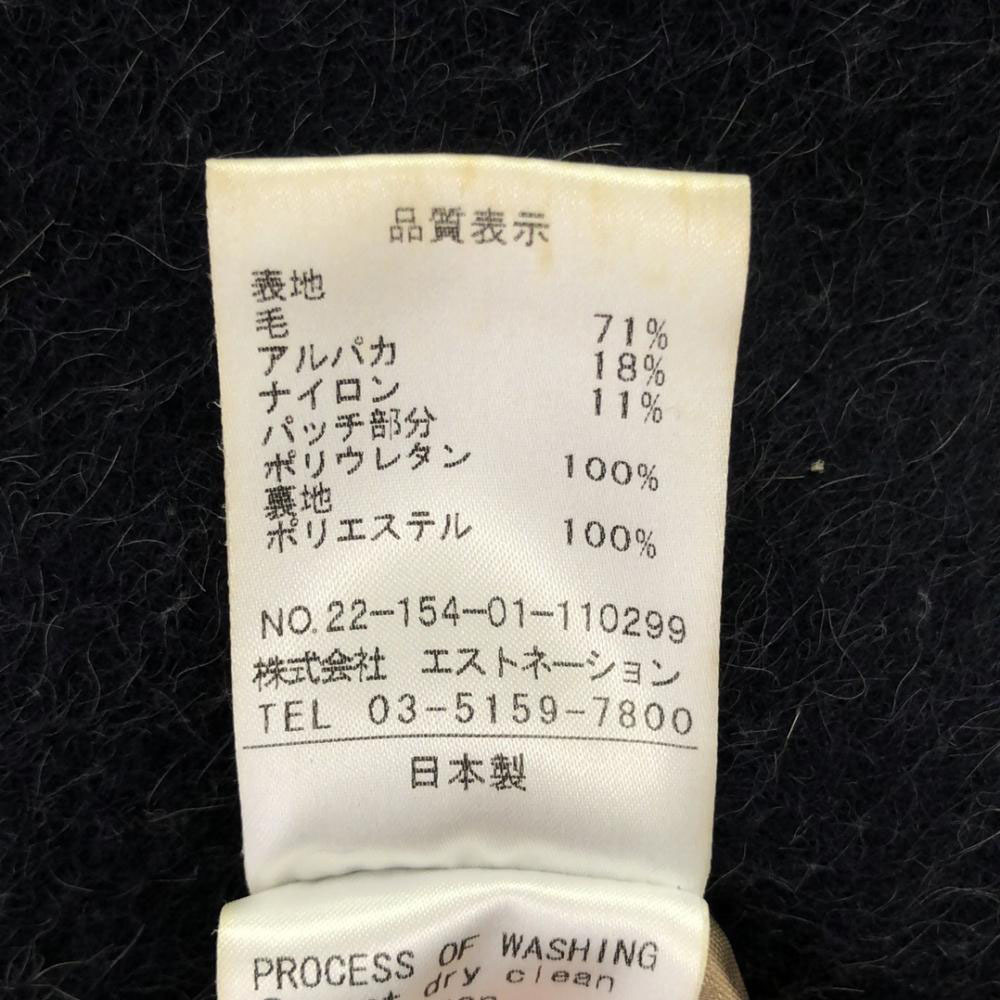 品質表示
表地
毛 71%
アルパカ 18%
ナイロン 11%
パッチ部分
ポリウレタン 100%
裏地
ポリエステル 100%
NO.22-154-01-110299
株式会社 エストネーション
TEL 03-5159-7800
日本製
PROCESS OF WASHING
dry clean